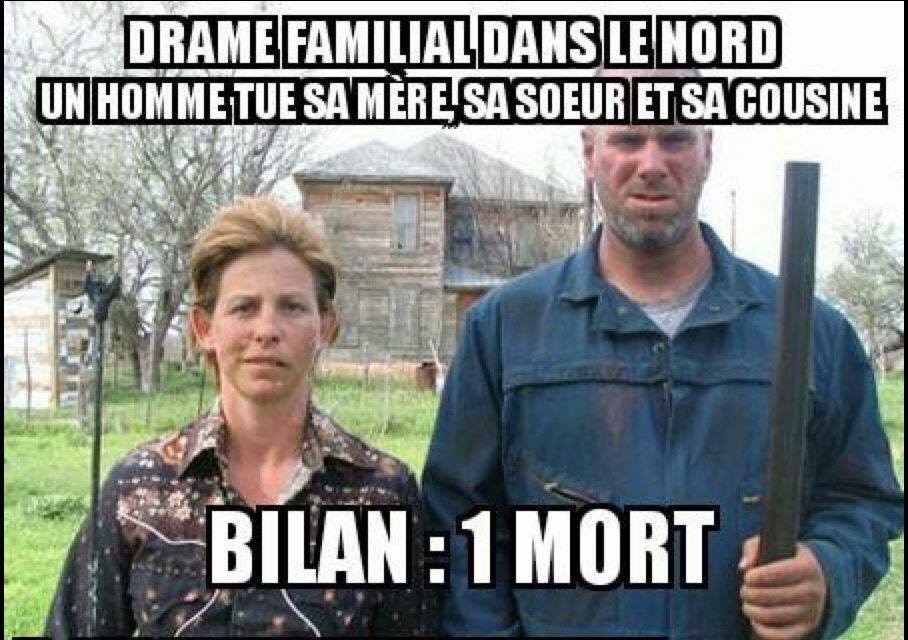 DRAME FAMILIAL DANS LE NORD
UN HOMME TUE SA MÈRE, SA SOEUR ET SA COUSINE
BILAN : 1 MORT